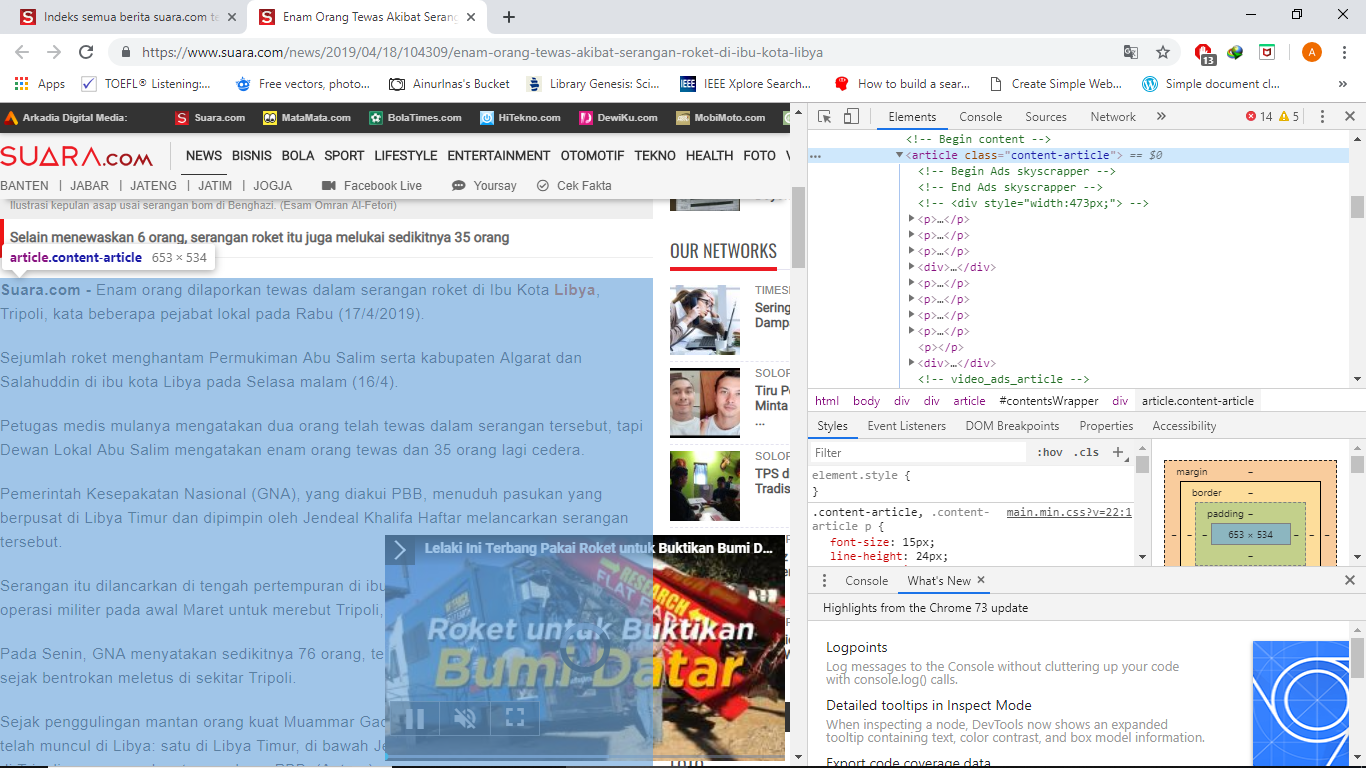 Indeks semua berita suara.com te
Enam Orang Tewas Akibat Serang
https://www.suara.com/news/2019/04/18/104309/enam-orang-tewas-akibat-serangan-roket-di-ibu-kota-libya
13
A
Apps
TOEFL® Listening:...
Free vectors, photo...
AinurInas's Bucket
Library Genesis: Sci...
IEEE Xplore Search...
How to build a sear...
Create Simple Web...
Simple document cl...
»
Arkadia Digital Media:
Suara.com
MataMata.com
BolaTimes.com
HiTekno.com
DewiKu.com
MobiMoto.com
SUARA.COM
NEWS BISNIS BOLA SPORT LIFESTYLE ENTERTAINMENT OTOMOTIF TEKNO HEALTH FOTO V
BANTEN | JABAR | JATENG | JATIM | JOGJA Facebook Live Yoursay Cek Fakta
Ilustrasi kepulan asap usai serangan bom di Benghazi. (Esam Omran Al-Fetori)
Selain menewaskan 6 orang, serangan roket itu juga melukai sedikitnya 35 orang
article.content-article 653 × 534
Suara.com - Enam orang dilaporkan tewas dalam serangan roket di Ibu Kota Libya,
Tripoli, kata beberapa pejabat lokal pada Rabu (17/4/2019).
Sejumlah roket menghantam Permukiman Abu Salim serta kabupaten Algarat dan
Salahuddin di ibu kota Libya pada Selasa malam (16/4).
Petugas medis mulanya mengatakan dua orang telah tewas dalam serangan tersebut, tapi
Dewan Lokal Abu Salim mengatakan enam orang tewas dan 35 orang lagi cedera.
Pemerintah Kesepakatan Nasional (GNA), yang diakui PBB, menuduh pasukan yang
berpusat di Libya Timur dan dipimpin oleh Jendeal Khalifa Haftar melancarkan serangan
tersebut.
Serangan itu dilancarkan di tengah pertempuran di ibu
operasi militer pada awal Maret untuk merebut Tripoli,
Pada Senin, GNA menyatakan sedikitnya 76 orang, te
sejak bentrokan meletus di sekitar Tripoli.
Sejak penggulingan mantan orang kuat Muammar Gad
telah muncul di Libya: satu di Libya Timur, di bawah Je
OUR NETWORKS
TIMESI
Sering
Damp
SOLOP
Tiru Po
Minta
...
SOLOP
TPS d
Tradis
Lelaki Ini Terbang Pakai Roket untuk Buktikan Bumi D...
RESEARCH
FLAT EAR
Roket untuk Buktikan
Bumi Datar
Elements Console Sources Network » 14 5
<!-- Begin content -->
... ▼<article class="content-article"> == $0
<!-- Begin Ads skyscrapper -->
<!-- End Ads skyscrapper -->
<!-- <div style="width:473px;"> -->
▶<p>…</p>
▶<p>…</p>
▶<p>…</p>
▶<div>…</div>
▶<p>…</p>
▶<p>…</p>
▶<p>…</p>
▶<p>…</p>
<p></p>
▶<div>…</div>
<!-- video_ads_article -->
html body div div article #contentsWrapper div article.content-article
Styles Event Listeners DOM Breakpoints Properties Accessibility
Filter :hov .cls +
element.style {
}
.content-article, .content-article p { main.min.css?v=22:1
font-size: 15px;
line-height: 24px;
margin –
border –
padding –
653 × 534
Console What's New ×
Highlights from the Chrome 73 update
Logpoints
Log messages to the Console without cluttering up your code
with console.log() calls.
Detailed tooltips in Inspect Mode
When inspecting a node, DevTools now shows an expanded
tooltip containing text, color contrast, and box model information.
Export code coverage data